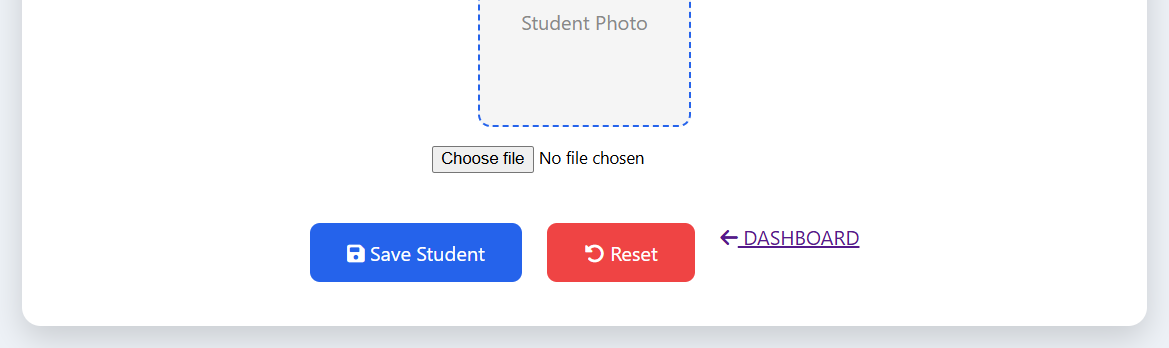 Student Photo
Choose file No file chosen
Save Student Reset DASHBOARD